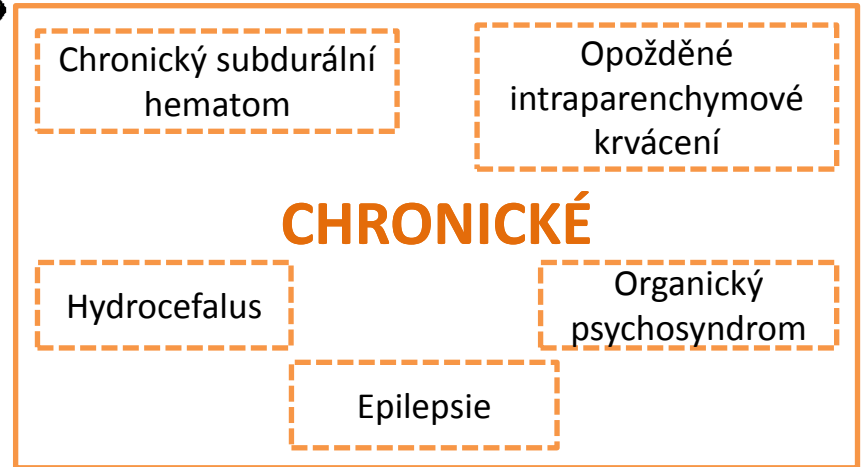 Chronický subdurální
hematom
Opožděné
intraparenchymové
krvácení
CHRONICKÉ
Hydrocefalus
Organický
psychosyndrom
Epilepsie